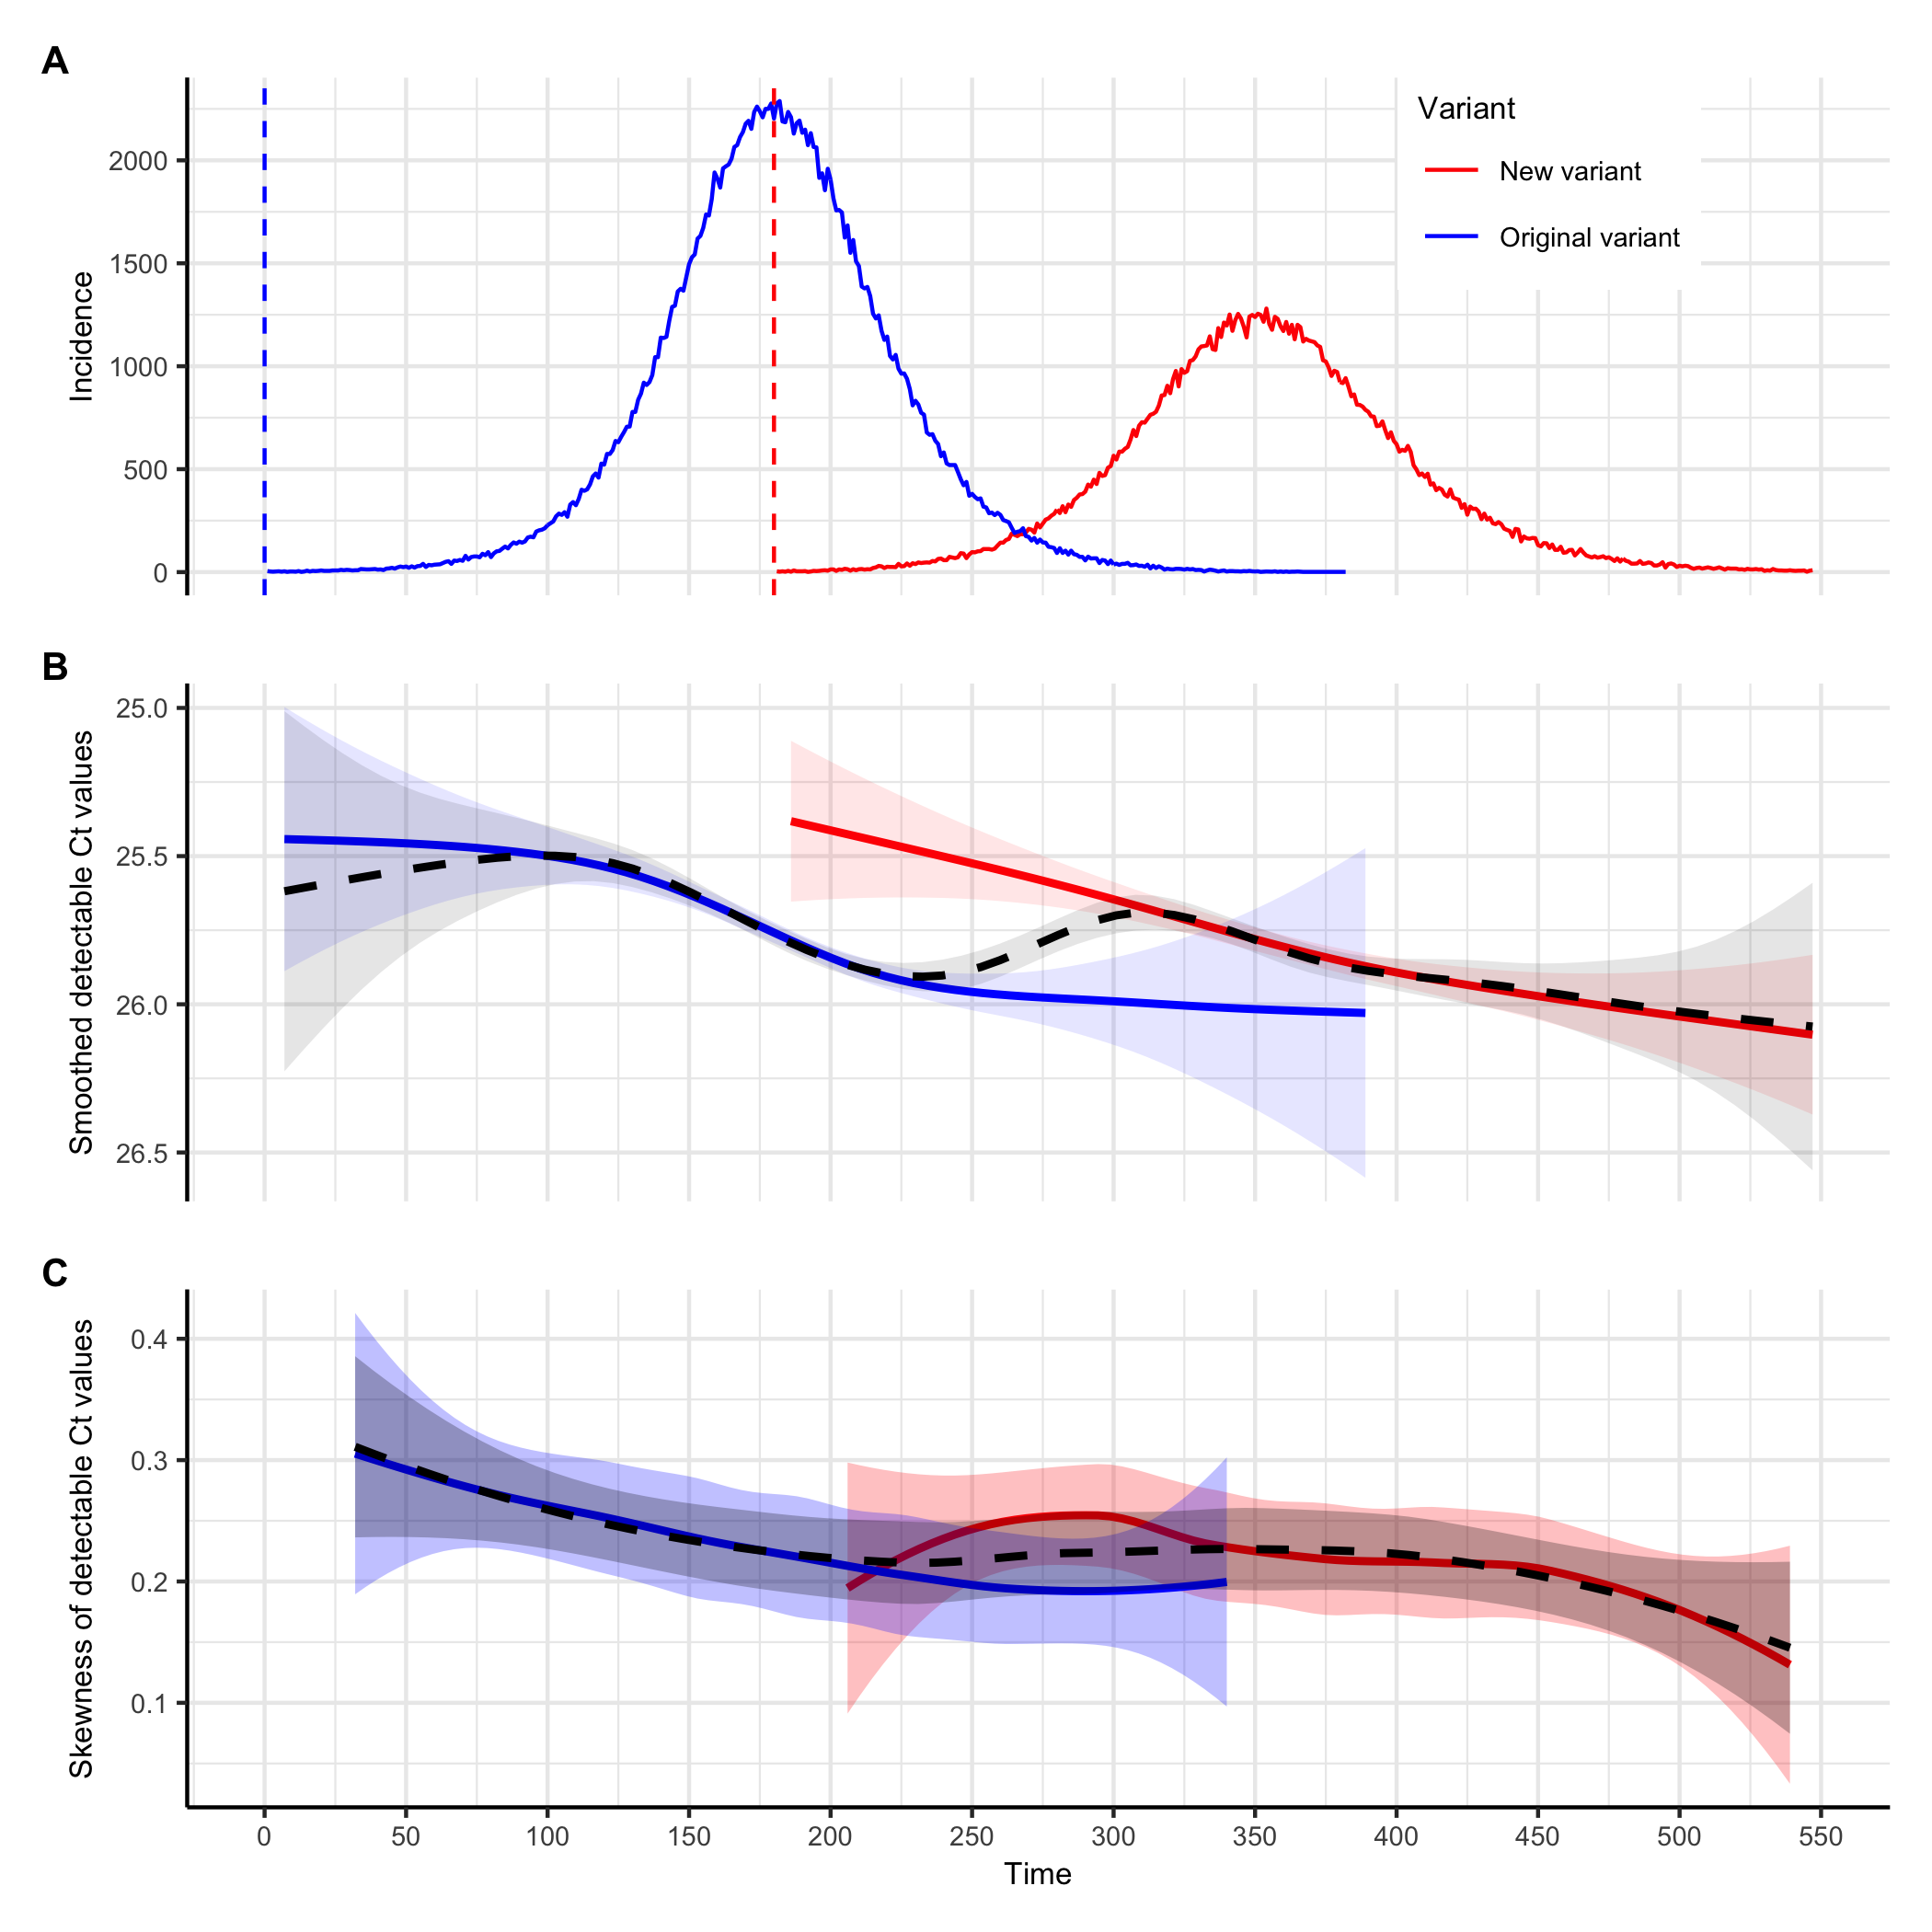 A
Incidence
2000
1500
1000
500
0
Variant
New variant
Original variant
B
Smoothed detectable Ct values
25.0
25.5
26.0
26.5
C
Skewness of detectable Ct values
0.4
0.3
0.2
0.1
0 50 100 150 200 250 300 350 400 450 500 550
Time